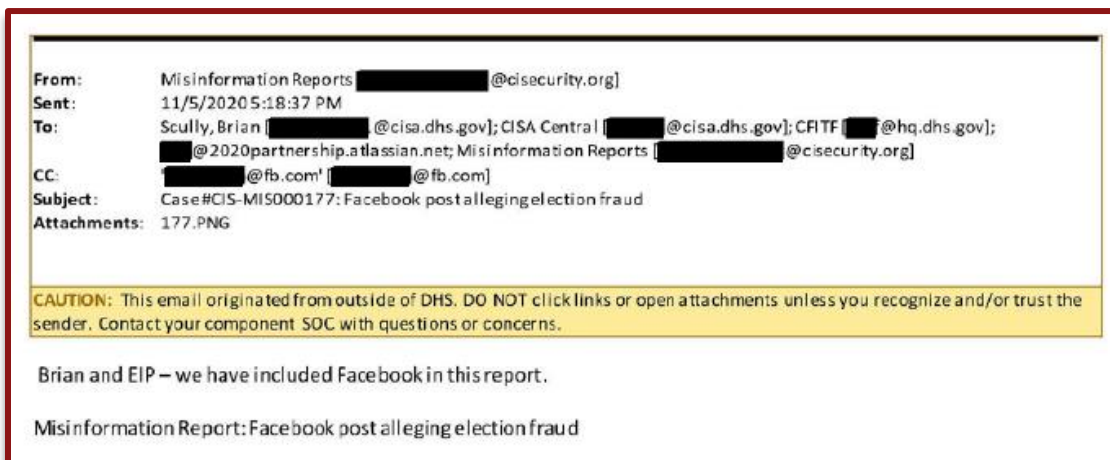 From: Misinformation Reports @cisecurity.org]
Sent: 11/5/2020 5:18:37 PM
To: Scully, Brian [ @cisa.dhs.gov]; CISA Central [ @cisa.dhs.gov]; CFITF [ @hq.dhs.gov];
@2020partnership.atlassian.net; Misinformation Reports [ @cisecurity.org]
CC: ' @fb.com' [ @fb.com]
Subject: Case #CIS-MIS000177: Facebook post alleging election fraud
Attachments: 177.PNG
CAUTION: This email originated from outside of DHS. DO NOT click links or open attachments unless you recognize and/or trust the
sender. Contact your component SOC with questions or concerns.
Brian and EIP – we have included Facebook in this report.
Misinformation Report: Facebook post alleging election fraud